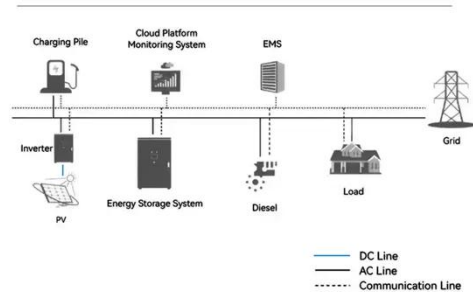 Charging Pile
Cloud Platform
Monitoring System
EMS
Grid
Inverter
PV
Energy Storage System
Diesel
Load
DC Line
AC Line
Communication Line